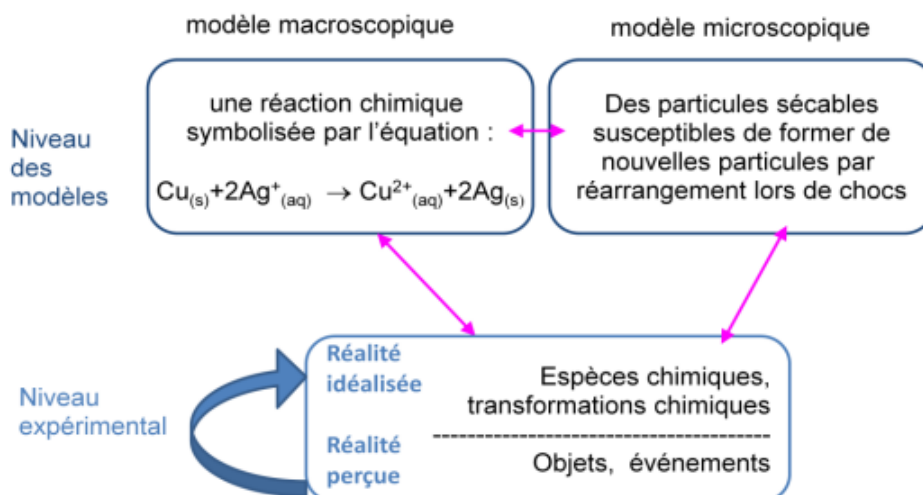 modèle macroscopique
modèle microscopique
Niveau
des
modèles
une réaction chimique
symbolisée par l'équation :
Cu(s)+2Ag⁺(aq) → Cu²⁺(aq)+2Ag(s)
Des particules sécables
susceptibles de former de
nouvelles particules par
réarrangement lors de chocs
Niveau
expérimental
Réalité
idéalisée
Espèces chimiques,
transformations chimiques
---------------------------------------
Réalité
perçue
Objets, événements